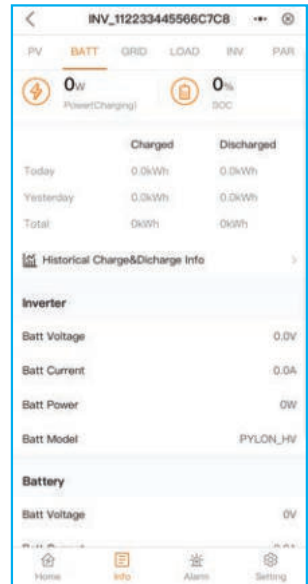 INV_112233445566C7C8
PV BATT GRID LOAD INV PAR
0W 0%
Power(Charging) SOC
Charged Discharged
Today 0.0kWh 0.0kWh
Yesterday 0.0kWh 0.0kWh
Total 0kWh 0kWh
Historical Charge&Dicharge Info
Inverter
Batt Voltage 0.0V
Batt Current 0.0A
Batt Power 0W
Batt Model PYLON_HV
Battery
Batt Voltage 0V
Home Info Alarm Setting